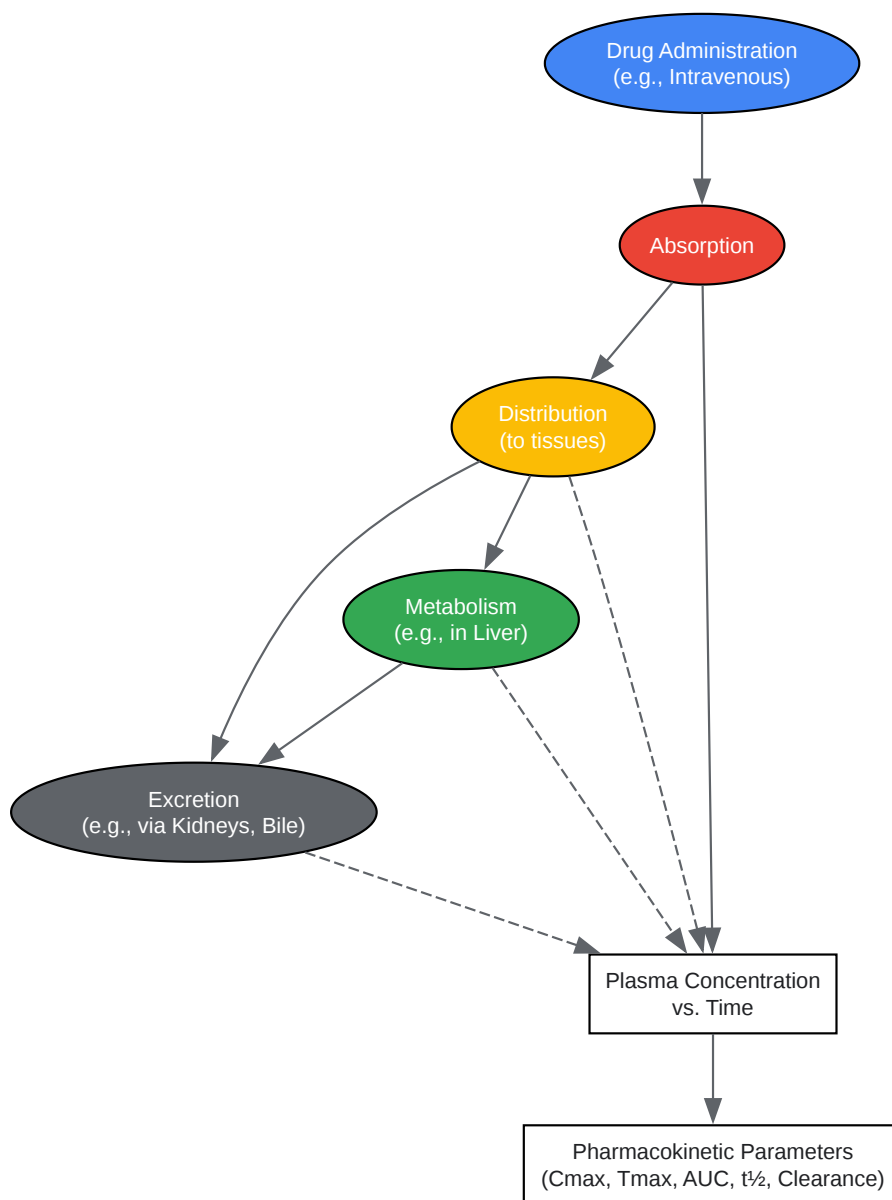 Drug Administration
(e.g., Intravenous)
Absorption
Distribution
(to tissues)
Metabolism
(e.g., in Liver)
Excretion
(e.g., via Kidneys, Bile)
Plasma Concentration
vs. Time
Pharmacokinetic Parameters
(Cmax, Tmax, AUC, t½, Clearance)